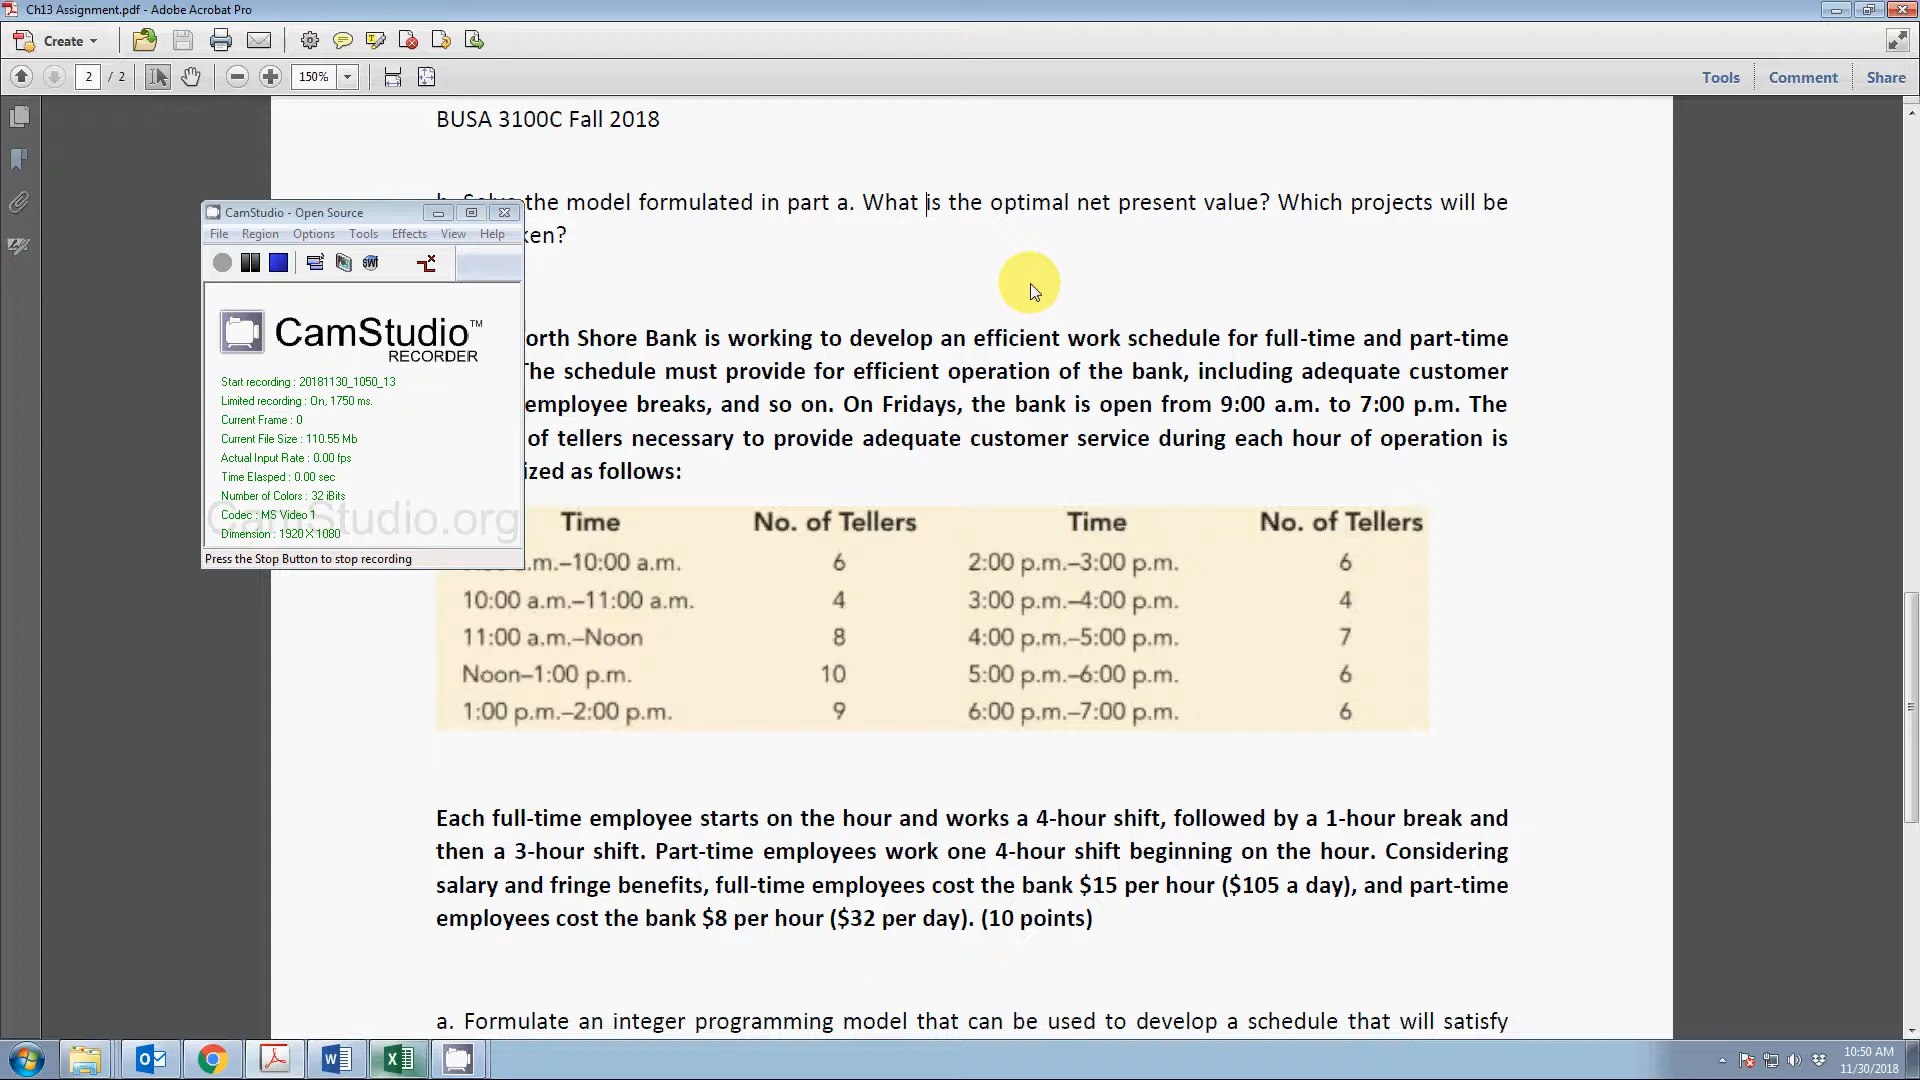 Ch13 Assignment.pdf - Adobe Acrobat Pro
Create
2 / 2 150% Tools Comment Share
BUSA 3100C Fall 2018
the model formulated in part a. What is the optimal net present value? Which projects will be
ken?
CamStudio - Open Source
File Region Options Tools Effects View Help
CamStudio™
RECORDER
Start recording : 20181130_1050_13
Limited recording : On, 1750 ms.
Current Frame : 0
Current File Size : 110.55 Mb
Actual Input Rate : 0.00 fps
Time Elasped : 0.00 sec
Number of Colors : 32 iBits
Codec : MS Video 1
CamStudio.org
Dimension : 1920 X 1080
Press the Stop Button to stop recording
orth Shore Bank is working to develop an efficient work schedule for full-time and part-time
The schedule must provide for efficient operation of the bank, including adequate customer
employee breaks, and so on. On Fridays, the bank is open from 9:00 a.m. to 7:00 p.m. The
of tellers necessary to provide adequate customer service during each hour of operation is
ized as follows:
Time No. of Tellers Time No. of Tellers
.m.–10:00 a.m. 6 2:00 p.m.–3:00 p.m. 6
10:00 a.m.–11:00 a.m. 4 3:00 p.m.–4:00 p.m. 4
11:00 a.m.–Noon 8 4:00 p.m.–5:00 p.m. 7
Noon–1:00 p.m. 10 5:00 p.m.–6:00 p.m. 6
1:00 p.m.–2:00 p.m. 9 6:00 p.m.–7:00 p.m. 6
Each full-time employee starts on the hour and works a 4-hour shift, followed by a 1-hour break and
then a 3-hour shift. Part-time employees work one 4-hour shift beginning on the hour. Considering
salary and fringe benefits, full-time employees cost the bank $15 per hour ($105 a day), and part-time
employees cost the bank $8 per hour ($32 per day). (10 points)
a. Formulate an integer programming model that can be used to develop a schedule that will satisfy
10:50 AM
11/30/2018